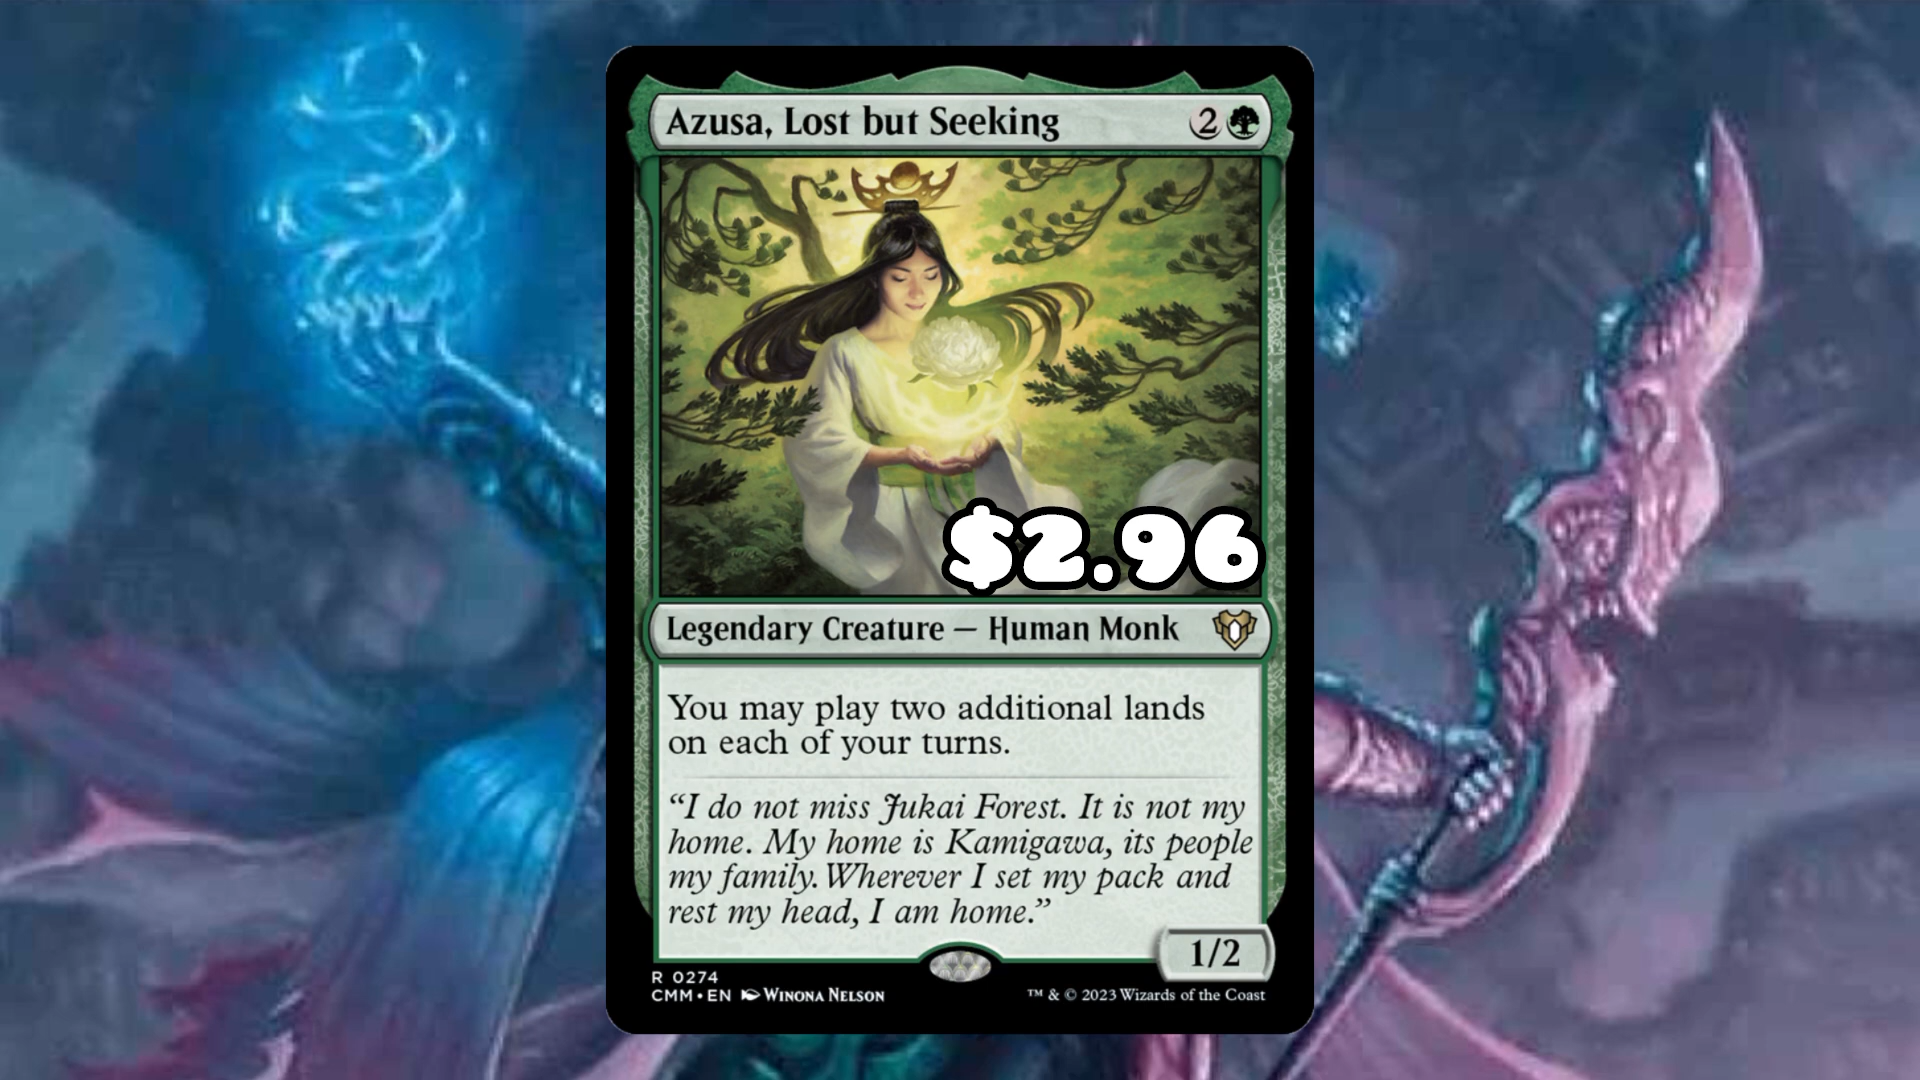 Azusa, Lost but Seeking 2
$2.96
Legendary Creature — Human Monk
You may play two additional lands
on each of your turns.
“I do not miss Jukai Forest. It is not my
home. My home is Kamigawa, its people
my family. Wherever I set my pack and
rest my head, I am home.”
1/2
R 0274
CMM • EN Winona Nelson
™ & © 2023 Wizards of the Coast